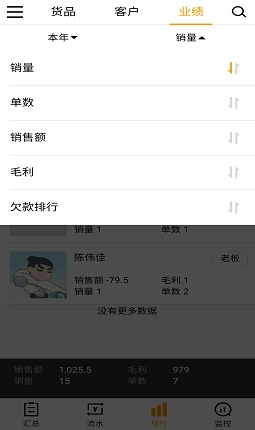 货品 客户 业绩
本年 销量
销量
单数
销售额
毛利
欠款排行
销量 1 单数 1
陈伟佳 老板
销售额 -79.5 毛利 1
销量 1 单数 2
没有更多数据
销售额 1,025.5 毛利 979
销量 15 单数 7
汇总 流水 排行 监控